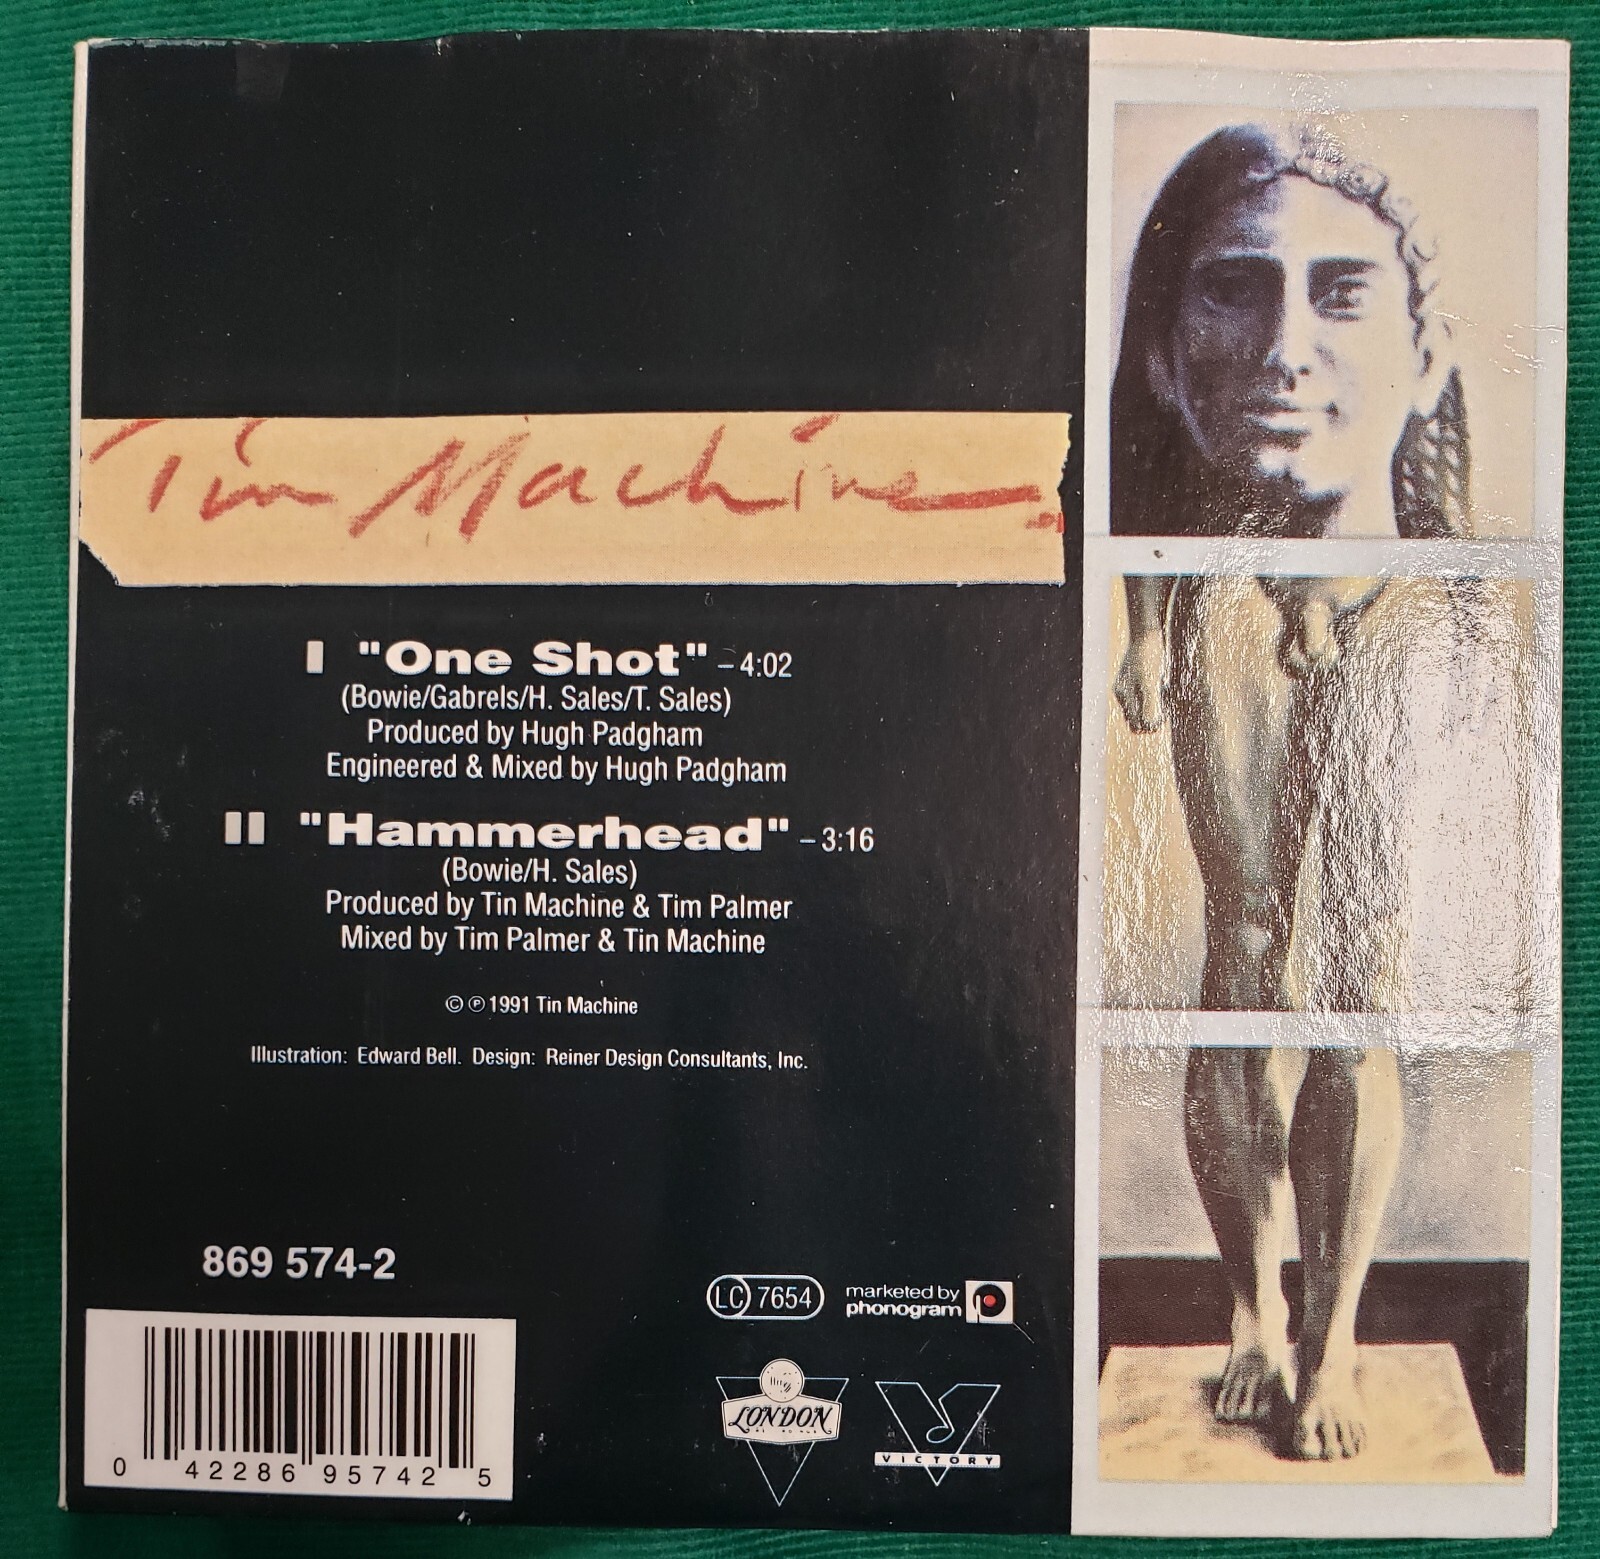 Tin Machine
I "One Shot" – 4:02
(Bowie/Gabrels/H. Sales/T. Sales)
Produced by Hugh Padgham
Engineered & Mixed by Hugh Padgham
II "Hammerhead" – 3:16
(Bowie/H. Sales)
Produced by Tin Machine & Tim Palmer
Mixed by Tim Palmer & Tin Machine
© ℗ 1991 Tin Machine
Illustration: Edward Bell. Design: Reiner Design Consultants, Inc.
869 574-2
0 42286 95742 5
LC 7654
marketed by
phonogram
LONDON
VICTORY